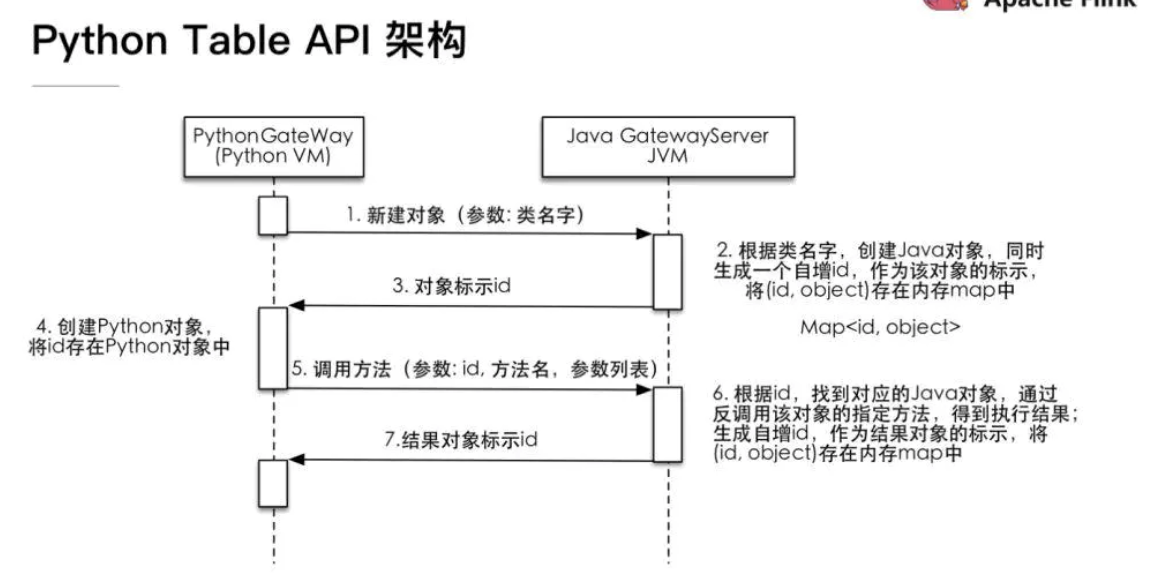 Apache Flink
Python Table API 架构
PythonGateWay
(Python VM)
Java GatewayServer
JVM
1. 新建对象（参数: 类名字）
2. 根据类名字，创建Java对象，同时
生成一个自增id，作为该对象的标示，
将(id, object)存在内存map中
Map<id, object>
3. 对象标示id
4. 创建Python对象，
将id存在Python对象中
5. 调用方法（参数: id, 方法名，参数列表）
6. 根据id，找到对应的Java对象，通过
反调用该对象的指定方法，得到执行结果；
生成自增id，作为结果对象的标示，将
(id, object)存在内存map中
7.结果对象标示id